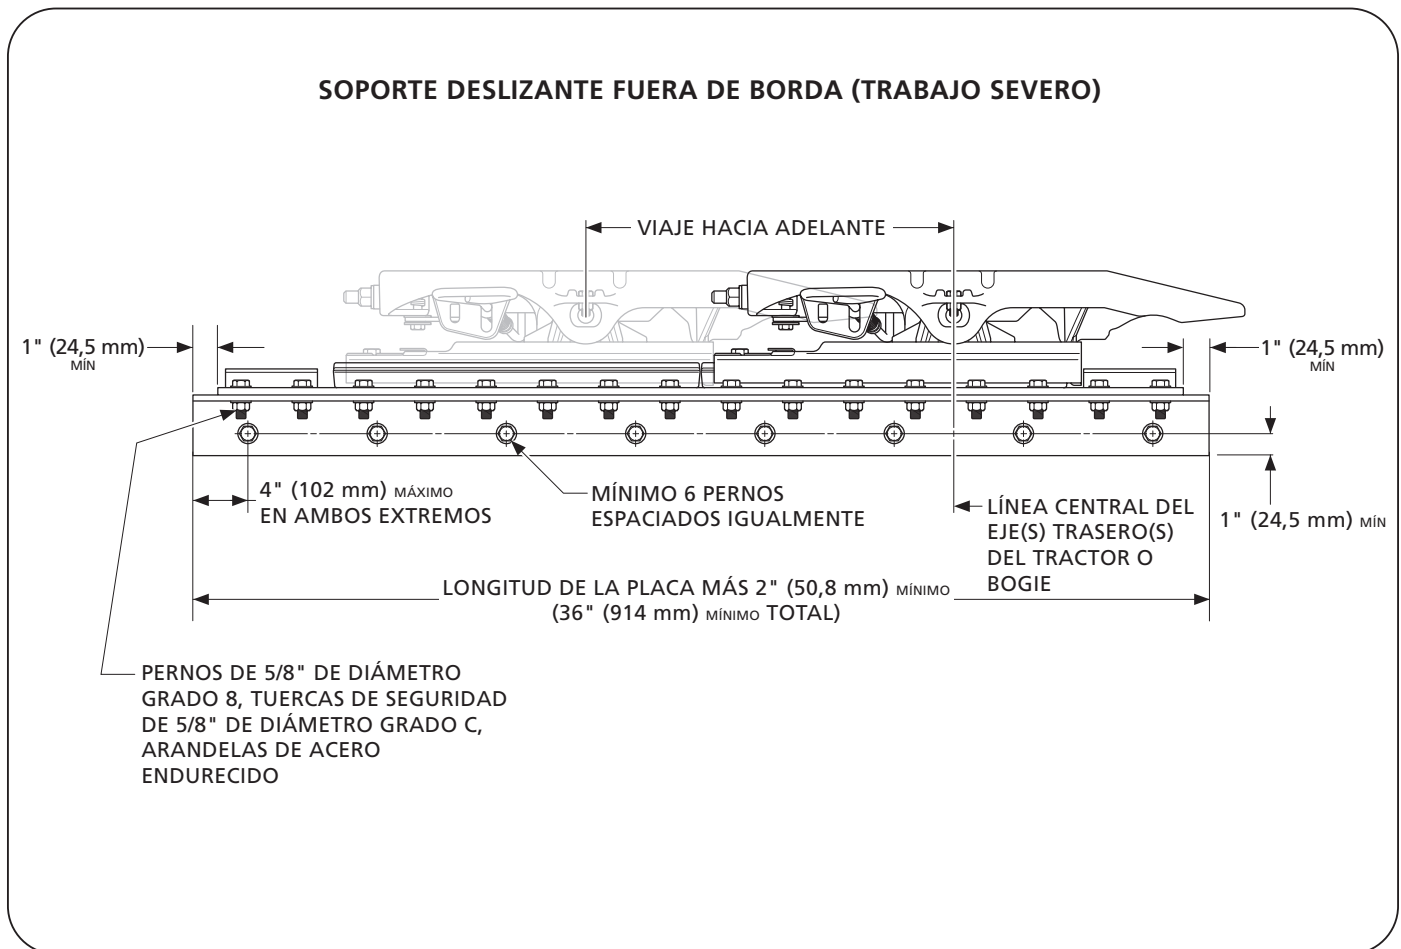 SOPORTE DESLIZANTE FUERA DE BORDA (TRABAJO SEVERO)
VIAJE HACIA ADELANTE
1" (24,5 mm)
MÍN
1" (24,5 mm)
MÍN
4" (102 mm) MÁXIMO
EN AMBOS EXTREMOS
MÍNIMO 6 PERNOS
ESPACIADOS IGUALMENTE
LÍNEA CENTRAL DEL
EJE(S) TRASERO(S)
DEL TRACTOR O
BOGIE
1" (24,5 mm) MÍN
LONGITUD DE LA PLACA MÁS 2" (50,8 mm) MÍNIMO
(36" (914 mm) MÍNIMO TOTAL)
PERNOS DE 5/8" DE DIÁMETRO
GRADO 8, TUERCAS DE SEGURIDAD
DE 5/8" DE DIÁMETRO GRADO C,
ARANDELAS DE ACERO
ENDURECIDO